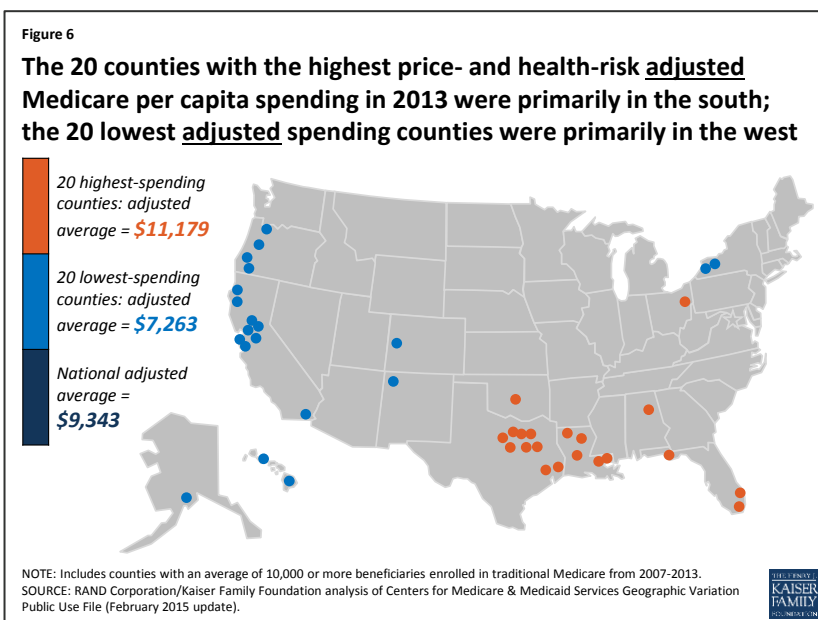 Figure 6
The 20 counties with the highest price- and health-risk adjusted
Medicare per capita spending in 2013 were primarily in the south;
the 20 lowest adjusted spending counties were primarily in the west
20 highest-spending
counties: adjusted
average = $11,179
20 lowest-spending
counties: adjusted
average = $7,263
National adjusted
average =
$9,343
NOTE: Includes counties with an average of 10,000 or more beneficiaries enrolled in traditional Medicare from 2007-2013.
SOURCE: RAND Corporation/Kaiser Family Foundation analysis of Centers for Medicare & Medicaid Services Geographic Variation
Public Use File (February 2015 update).
THE HENRY J.
KAISER
FAMILY
FOUNDATION